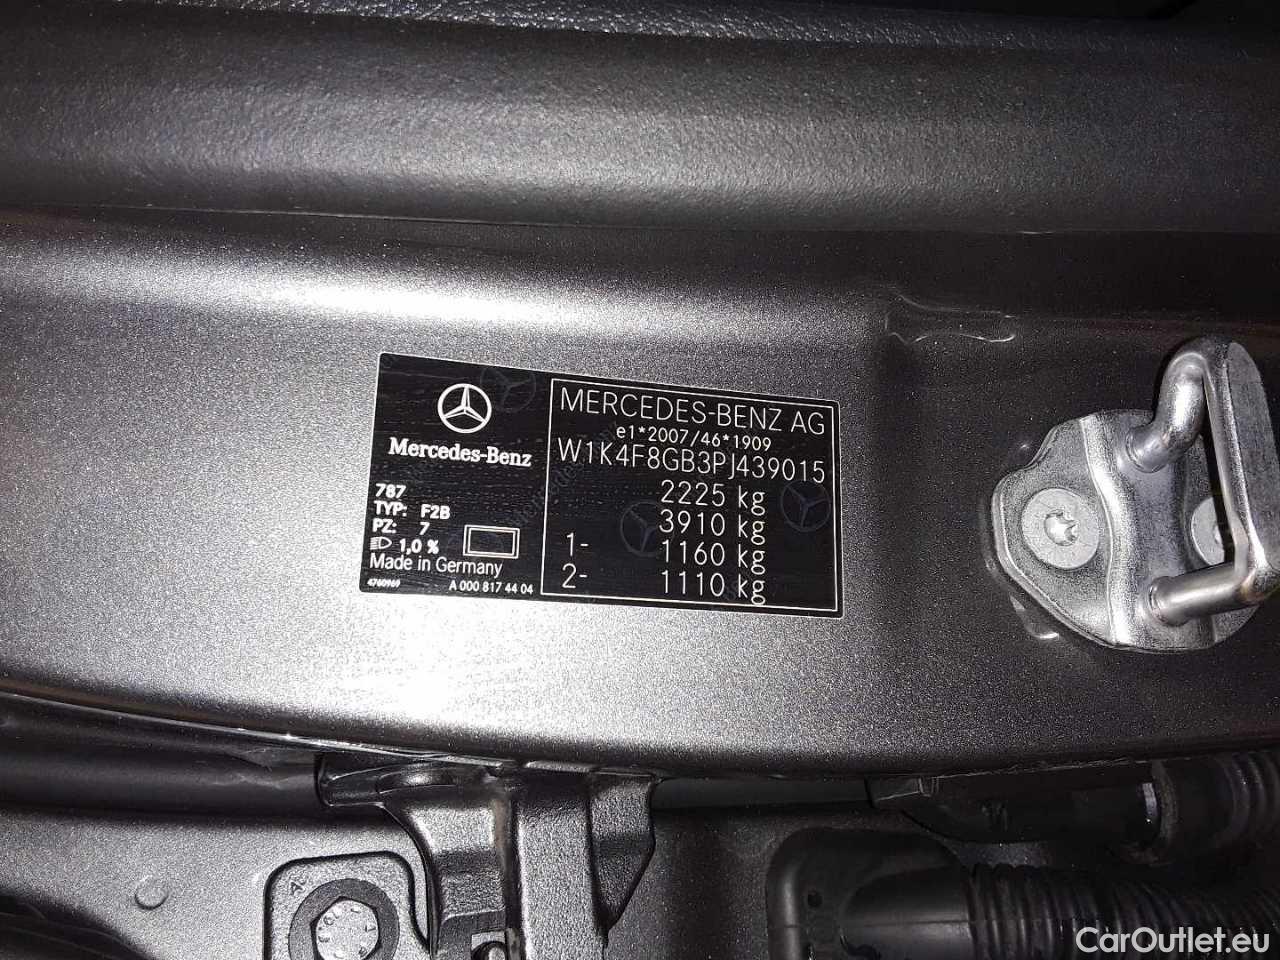 Mercedes-Benz
787
TYP: F2B
PZ: 7
1,0 %
Made in Germany
4760969
A 000 817 44 04
MERCEDES-BENZ AG
e1*2007/46*1909
W1K4F8GB3PJ439015
2225 kg
3910 kg
1- 1160 kg
2- 1110 kg
CarOutlet.eu